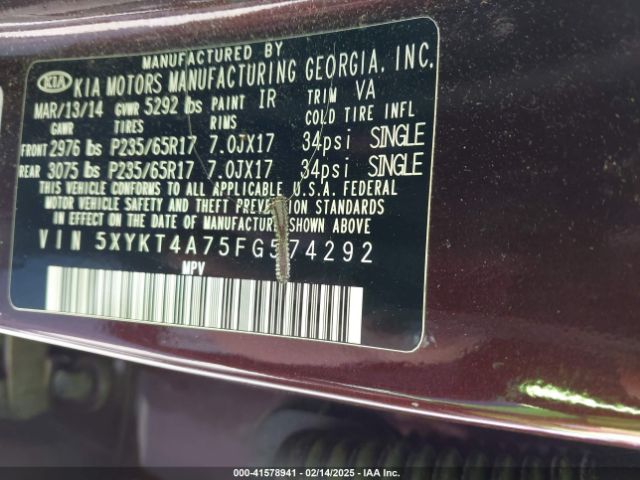 MANUFACTURED BY
KIA KIA MOTORS MANUFACTURING GEORGIA, INC.
MAR/13/14 GVWR 5292 lbs PAINT IR TRIM VA
GAWR TIRES RIMS COLD TIRE INFL
FRONT 2976 lbs P235/65R17 7.0JX17 34psi SINGLE
REAR 3075 lbs P235/65R17 7.0JX17 34psi SINGLE
THIS VEHICLE CONFORMS TO ALL APPLICABLE U.S.A. FEDERAL
MOTOR VEHICLE SAFETY AND THEFT PREVENTION STANDARDS
IN EFFECT ON THE DATE OF MANUFACTURE SHOWN ABOVE
VIN 5XYKT4A75FG574292
MPV
000-41578941 | 02/14/2025 | IAA Inc.